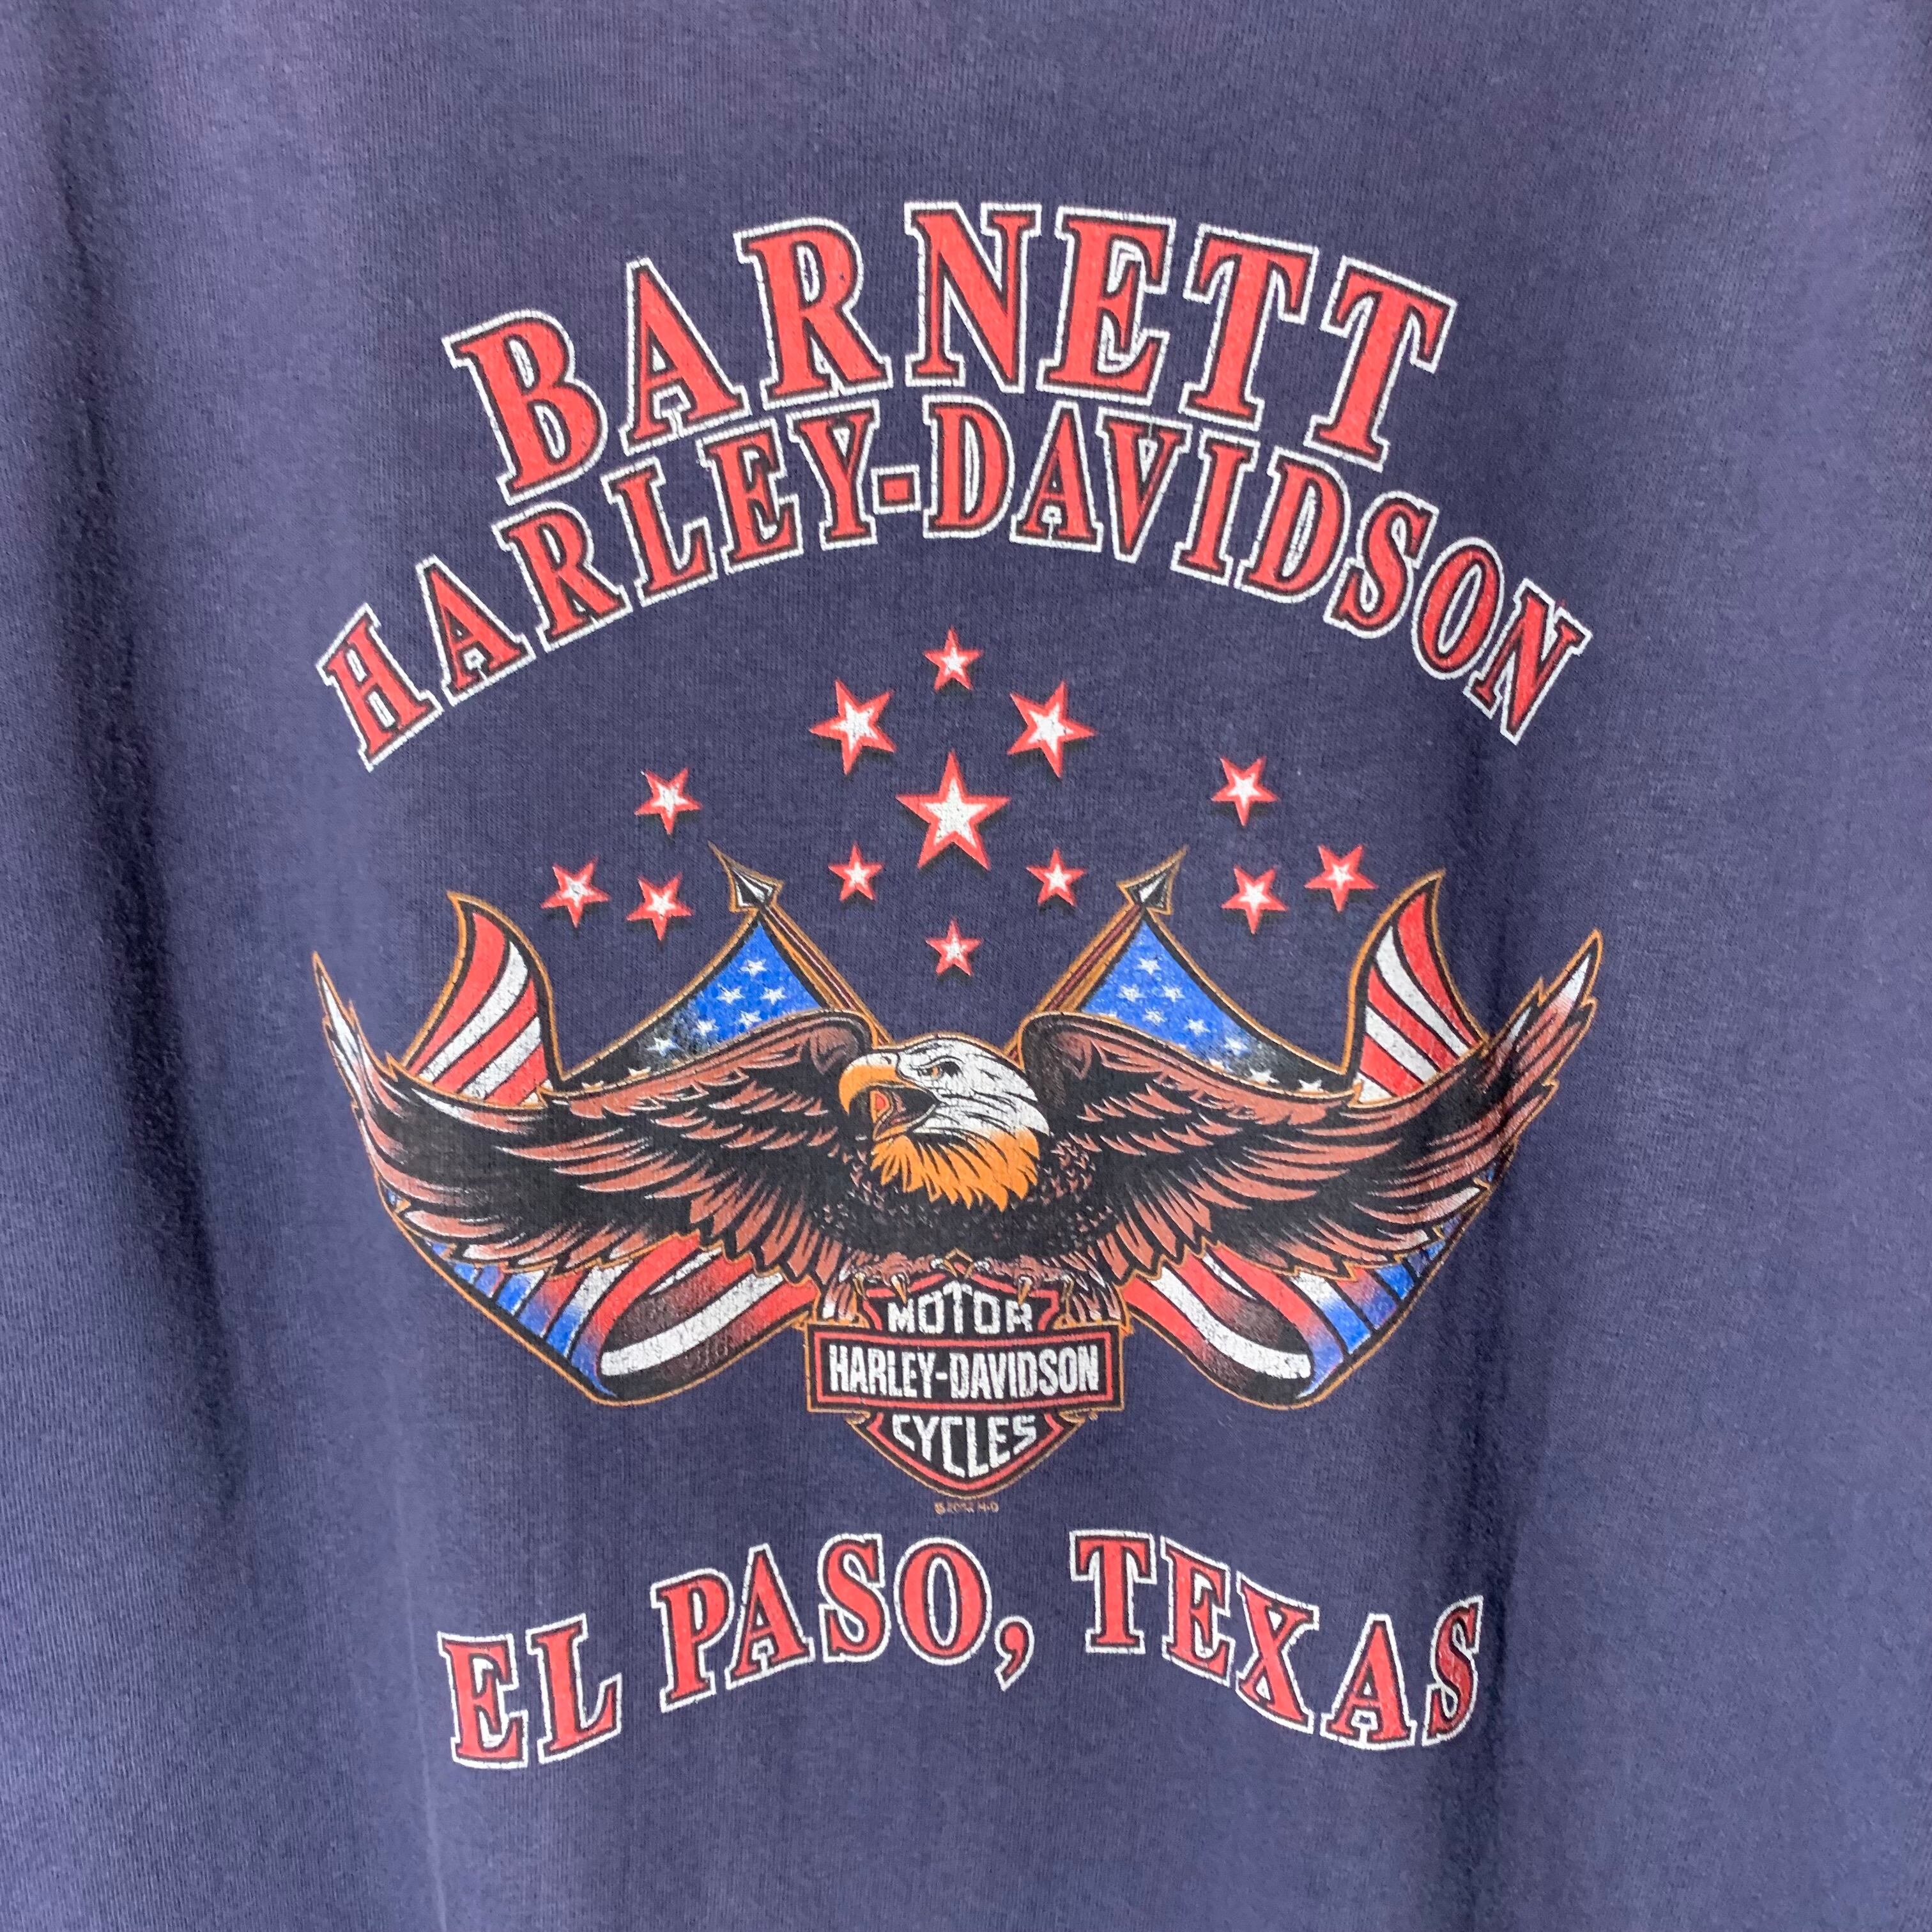 BARNETT
HARLEY-DAVIDSON
MOTOR
HARLEY-DAVIDSON
CYCLES
H-D
EL PASO, TEXAS